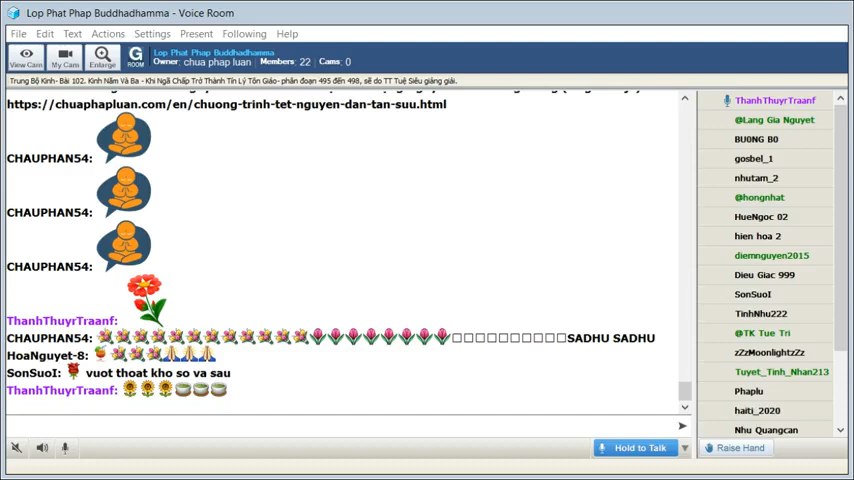 Lop Phat Phap Buddhadhamma - Voice Room
File Edit Text Actions Settings Present Following Help
View Cam
My Cam
Enlarge
G ROOM
Lop Phat Phap Buddhadhamma
Owner: chua phap luan Members: 22 Cams: 0
Trung Bộ Kinh- Bài 102. Kinh Năm Và Ba - Khi Ngã Chấp Trở Thành Tín Lý Tôn Giáo- phân đoạn 495 đến 498, sẽ do TT Tuệ Siêu giảng giải.
https://chuaphapluan.com/en/chuong-trinh-tet-nguyen-dan-tan-suu.html
CHAUPHAN54:
CHAUPHAN54:
CHAUPHAN54:
ThanhThuyrTraanf:
CHAUPHAN54: SADHU SADHU
HoaNguyet-8:
SonSuoI: vuot thoat kho so va sau
ThanhThuyrTraanf:
ThanhThuyrTraanf
@Lang Gia Nguyet
BUONG B0
gosbel_1
nhutam_2
@hongnhat
HueNgoc 02
hien hoa 2
diemnguyen2015
Dieu Giac 999
SonSuoI
TinhNhu222
@TK Tue Tri
zZzMoonlightzZz
Tuyet_Tinh_Nhan213
Phaplu
haiti_2020
Nhu Quangcan
Hold to Talk
Raise Hand